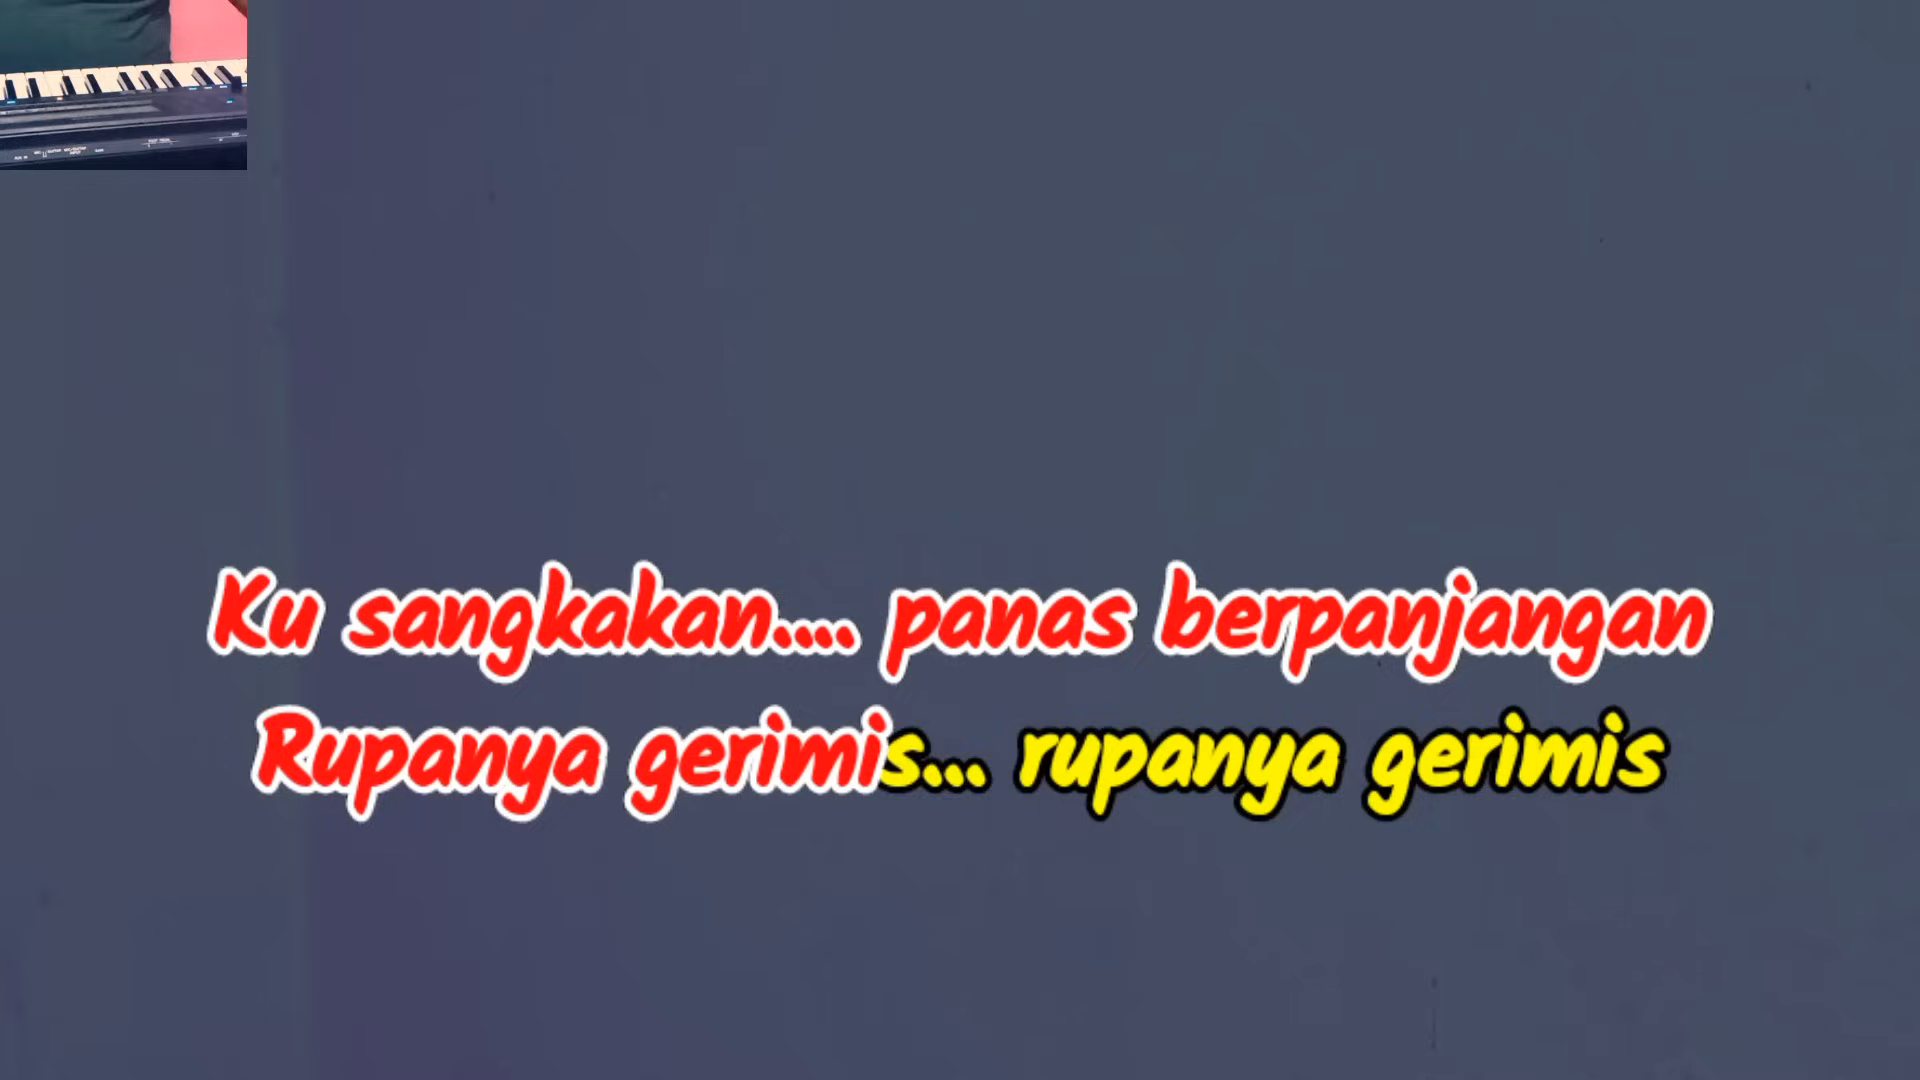 Ku sangkakan.... panas berpanjangan
Rupanya gerimis... rupanya gerimis